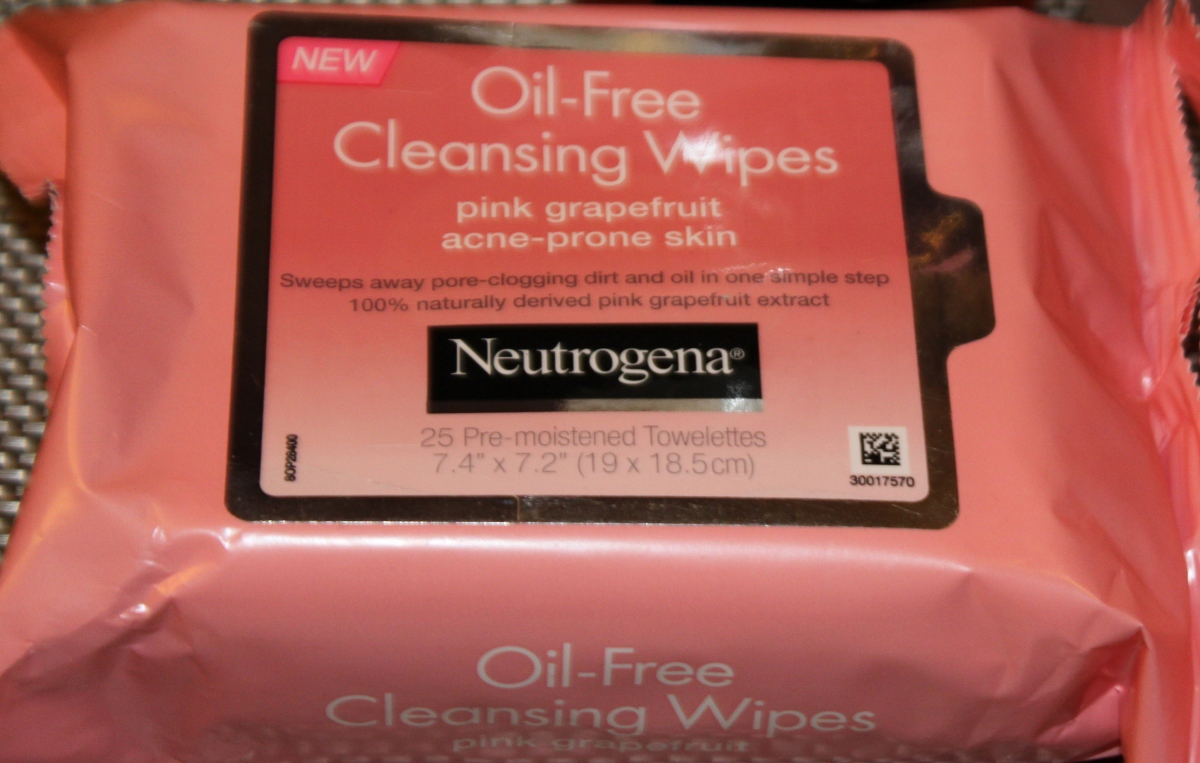 NEW
Oil-Free
Cleansing Wipes
pink grapefruit
acne-prone skin
Sweeps away pore-clogging dirt and oil in one simple step
100% naturally derived pink grapefruit extract
Neutrogena®
25 Pre-moistened Towelettes
7.4" x 7.2" (19 x 18.5cm)
30017570
Oil-Free
Cleansing Wipes
pink grapefruit